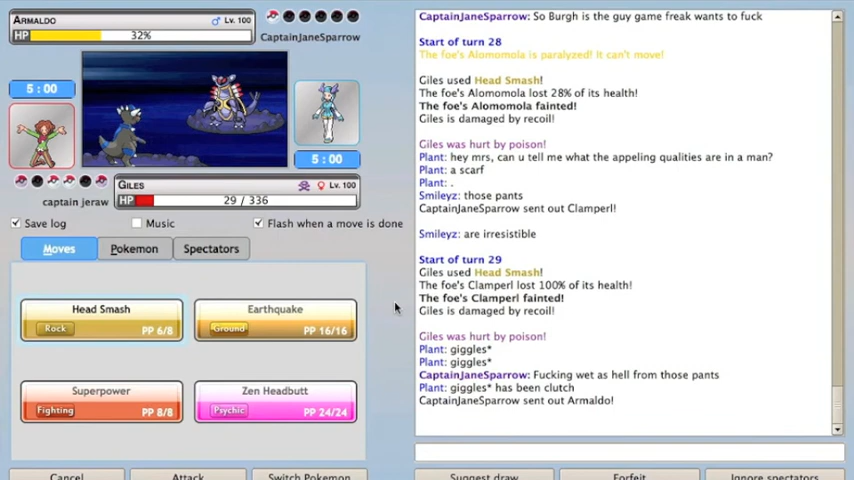 ARMALDO ♂ Lv. 100
HP 32%
CaptainJaneSparrow
5 : 00
5 : 00
GILES ♀ Lv. 100
HP 29 / 336
captain jeraw
Save log
Music
Flash when a move is done
Moves
Pokemon
Spectators
Head Smash
Rock PP 6/8
Earthquake
Ground PP 16/16
Superpower
Fighting PP 8/8
Zen Headbutt
Psychic PP 24/24
Cancel
Attack
Switch Pokemon
CaptainJaneSparrow: So Burgh is the guy game freak wants to fuck
Start of turn 28
The foe's Alomomola is paralyzed! It can't move!
Giles used Head Smash!
The foe's Alomomola lost 28% of its health!
The foe's Alomomola fainted!
Giles is damaged by recoil!
Giles was hurt by poison!
Plant: hey mrs, can u tell me what the appeling qualities are in a man?
Plant: a scarf
Plant: .
Smileyz: those pants
CaptainJaneSparrow sent out Clamperl!
Smileyz: are irresistible
Start of turn 29
Giles used Head Smash!
The foe's Clamperl lost 100% of its health!
The foe's Clamperl fainted!
Giles is damaged by recoil!
Giles was hurt by poison!
Plant: giggles*
Plant: giggles*
CaptainJaneSparrow: Fucking wet as hell from those pants
Plant: giggles* has been clutch
CaptainJaneSparrow sent out Armaldo!
Suggest draw
Forfeit
Ignore spectators